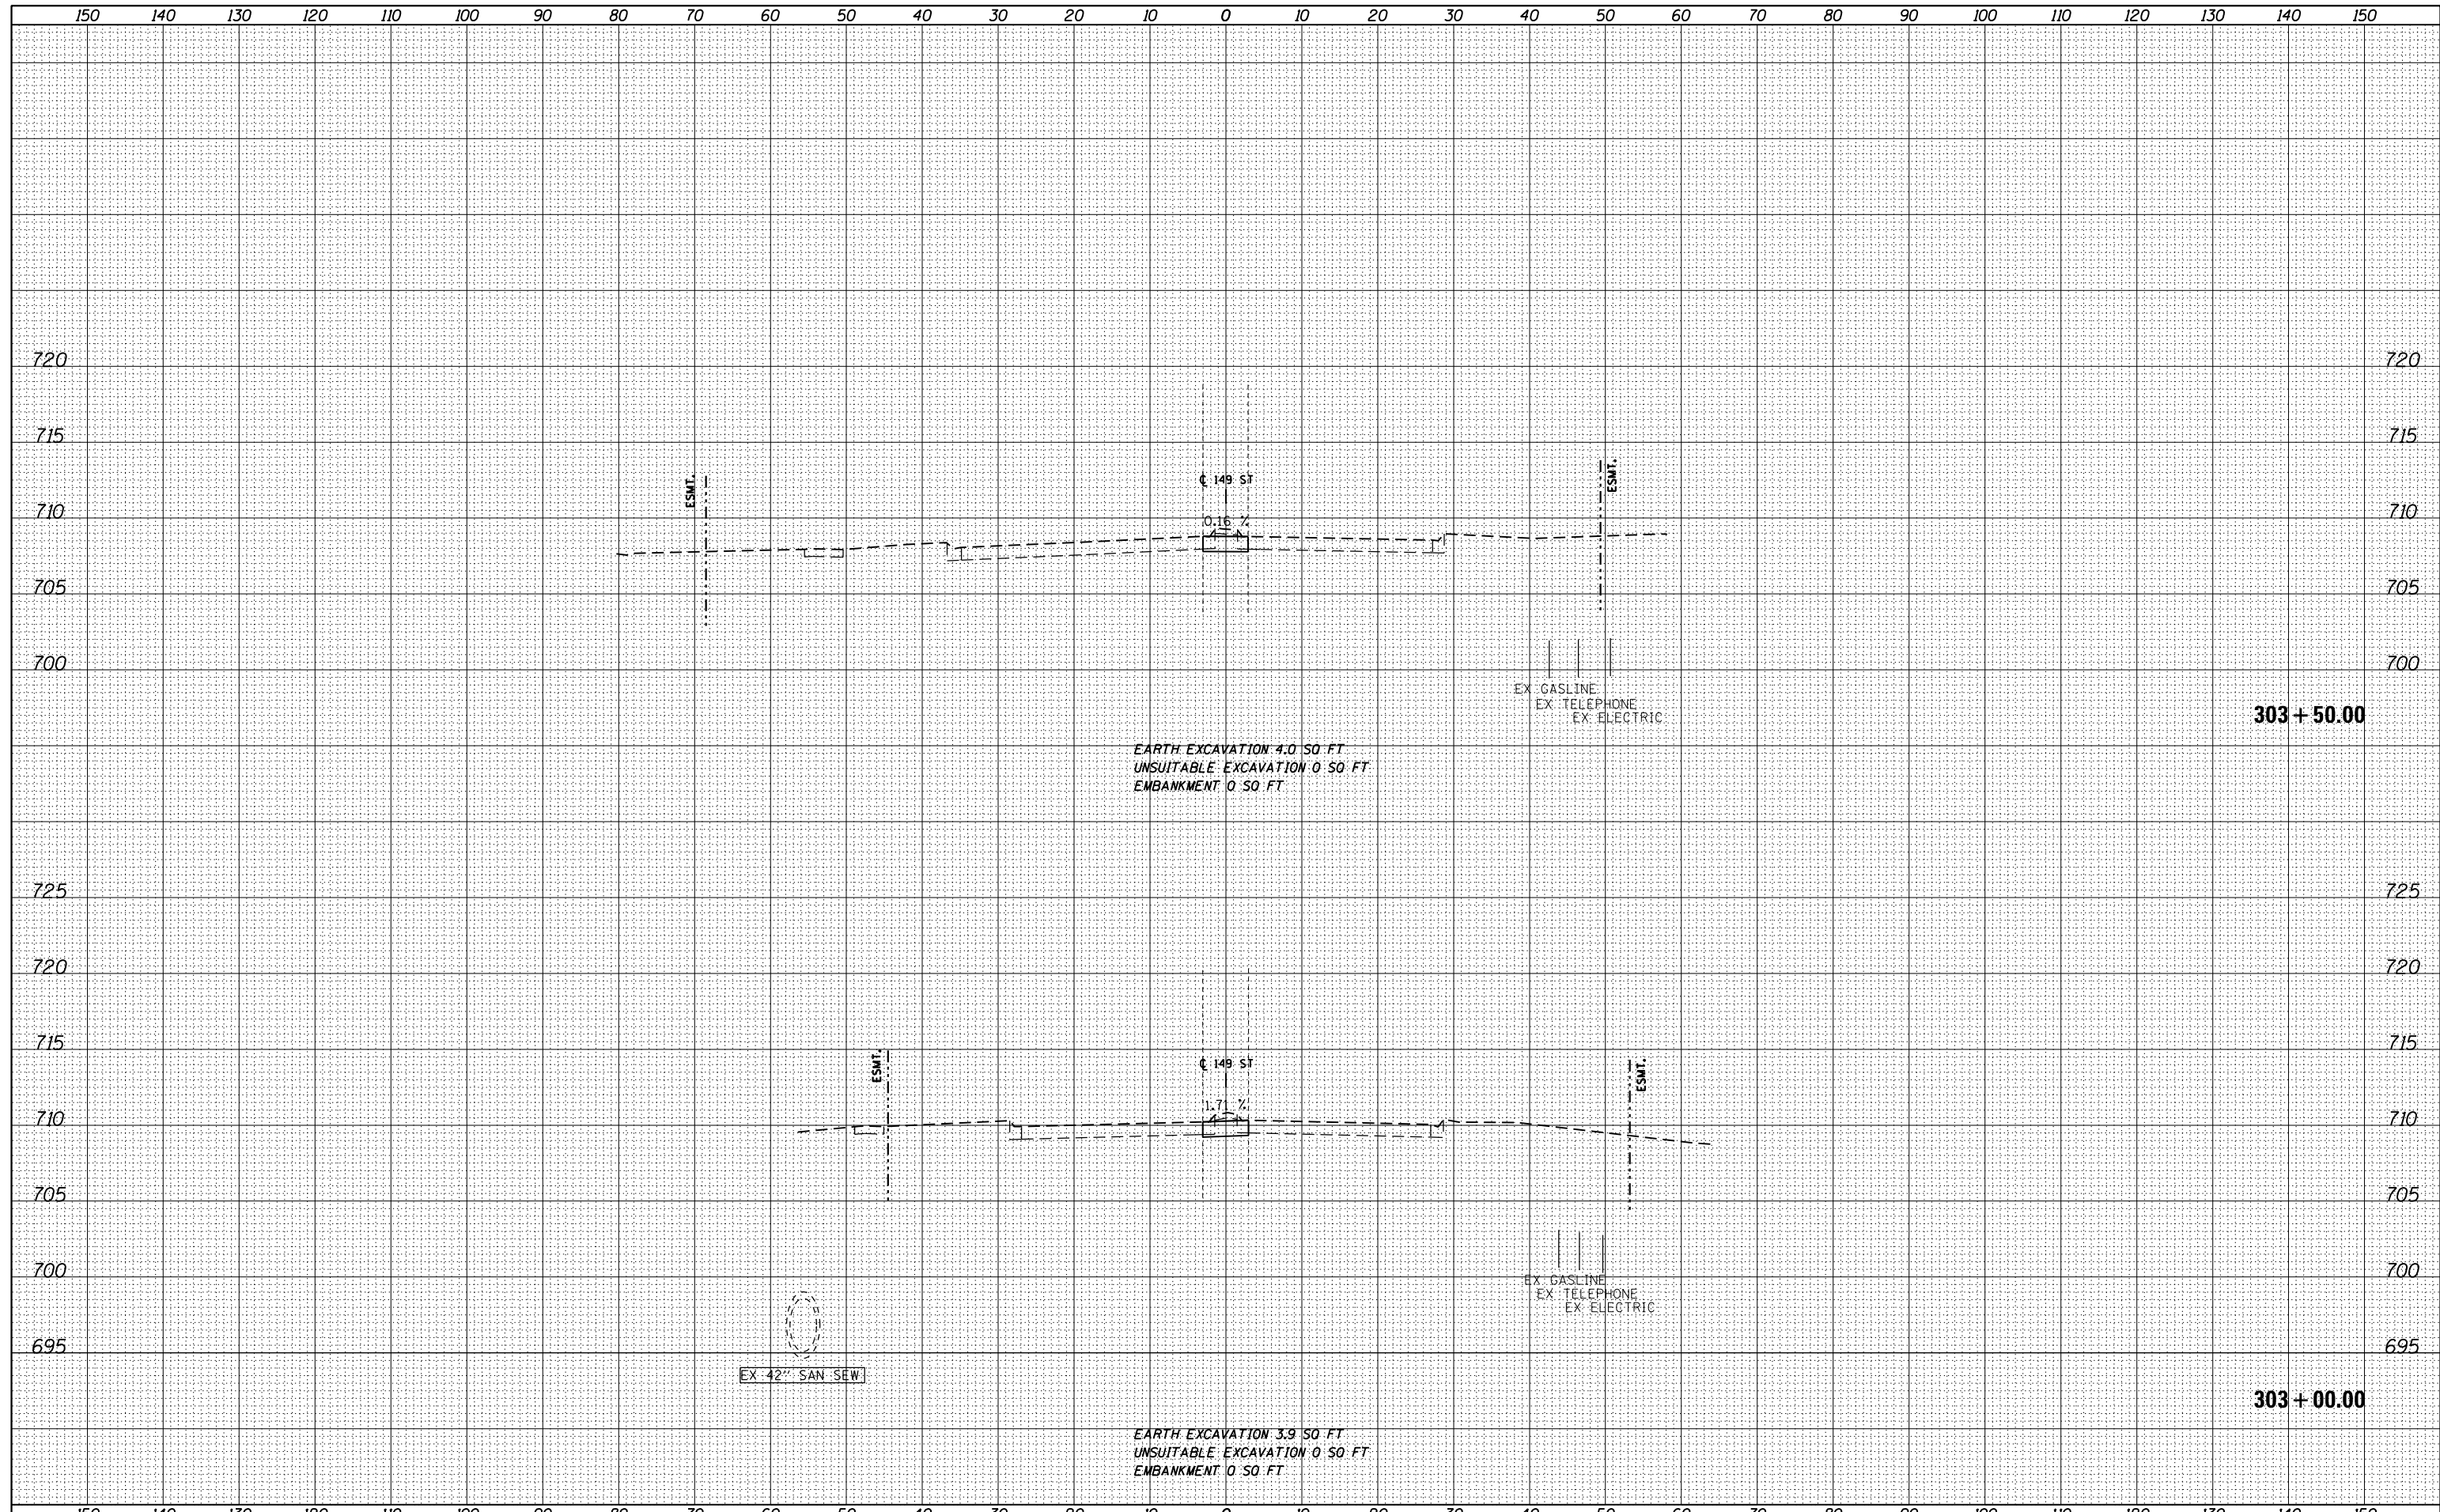 150 140 130 120 110 100 90 80 70 60 50 40 30 20 10 0 10 20 30 40 50 60 70 80 90 100 110 120 130 140 150
720 720
715 715
ESMT. ℄ 149 ST ESMT.
710 0.16 % 710
705 705
700 700
EX GASLINE
EX TELEPHONE
EX ELECTRIC
303 + 50.00
EARTH EXCAVATION 4.0 SQ FT
UNSUITABLE EXCAVATION 0 SQ FT
EMBANKMENT 0 SQ FT
725 725
720 720
715 715
ESMT. ℄ 149 ST ESMT.
710 1.71 % 710
705 705
700 700
EX GASLINE
EX TELEPHONE
EX ELECTRIC
695 695
EX 42" SAN SEW
303 + 00.00
EARTH EXCAVATION 3.9 SQ FT
UNSUITABLE EXCAVATION 0 SQ FT
EMBANKMENT 0 SQ FT